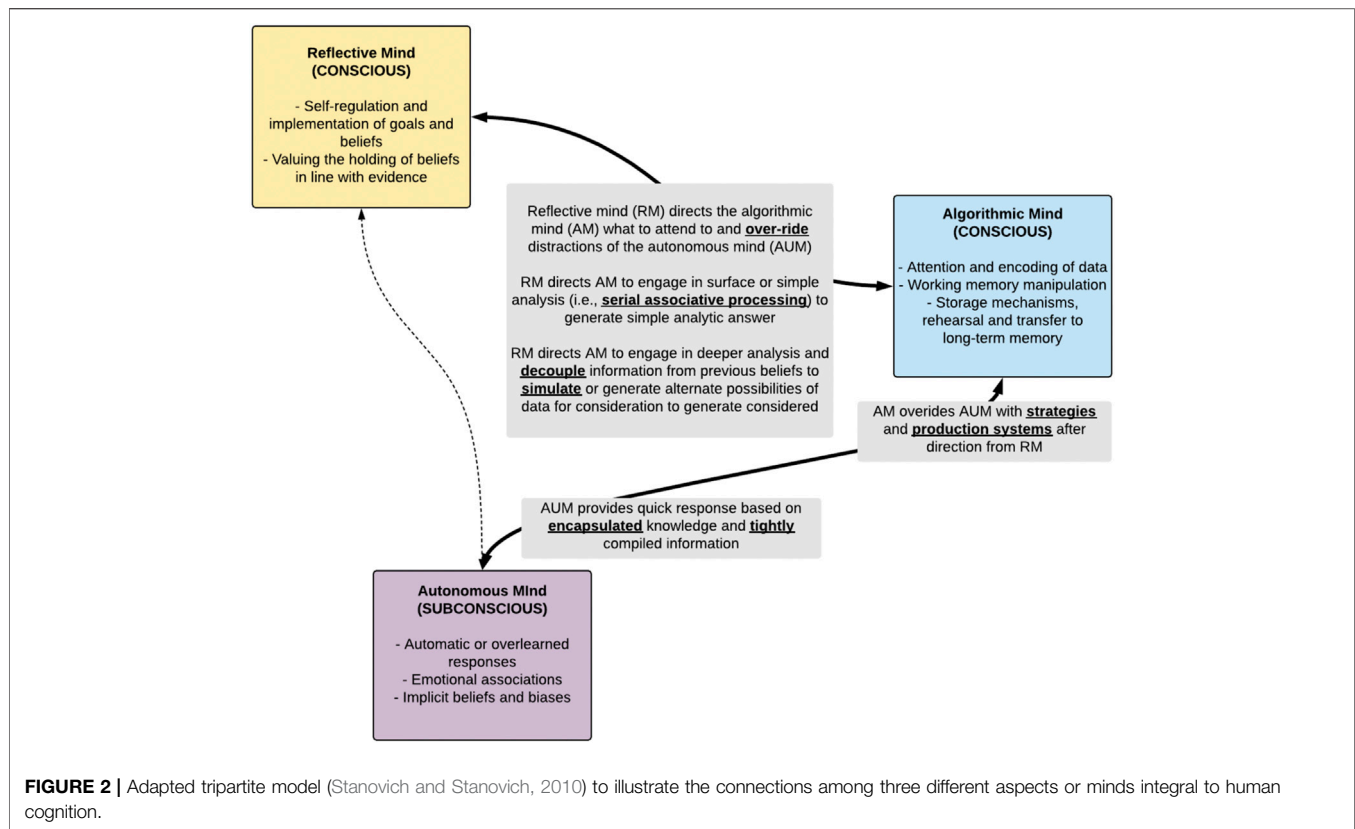 Reflective Mind
(CONSCIOUS)
- Self-regulation and
implementation of goals and
beliefs
- Valuing the holding of beliefs
in line with evidence
Reflective mind (RM) directs the algorithmic
mind (AM) what to attend to and over-ride
distractions of the autonomous mind (AUM)
RM directs AM to engage in surface or simple
analysis (i.e., serial associative processing) to
generate simple analytic answer
RM directs AM to engage in deeper analysis and
decouple information from previous beliefs to
simulate or generate alternate possibilities of
data for consideration to generate considered
Algorithmic Mind
(CONSCIOUS)
- Attention and encoding of data
- Working memory manipulation
- Storage mechanisms,
rehearsal and transfer to
long-term memory
AM overides AUM with strategies
and production systems after
direction from RM
AUM provides quick response based on
encapsulated knowledge and tightly
compiled information
Autonomous MInd
(SUBCONSCIOUS)
- Automatic or overlearned
responses
- Emotional associations
- Implicit beliefs and biases
FIGURE 2 | Adapted tripartite model (Stanovich and Stanovich, 2010) to illustrate the connections among three different aspects or minds integral to human
cognition.